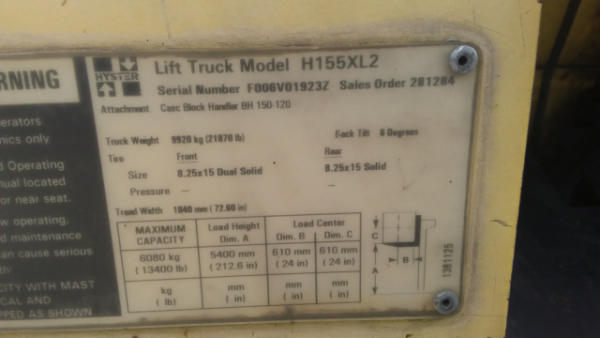 RNING
erators
nics only
d Operating
nual located
or near seat.
w operating.
d maintenance
an cause serious
CITY WITH MAST
CAL AND
PPED AS SHOWN
HYSTER
Lift Truck Model H155XL2
Serial Number F006V01923Z Sales Order 281284
Attachment Casc Block Handler BH 150-120
Truck Weight 9920 kg (21870 lb) Back Tilt 6 Degrees
Tire Front Rear
Size 8.25x15 Dual Solid 8.25x15 Solid
Pressure — —
Tread Width 1840 mm ( 72.60 in)
MAXIMUM CAPACITY Load Height Dim. A Load Center Dim. B Dim. C
6080 kg 5400 mm 610 mm 610 mm
( 13400 lb) ( 212.6 in) ( 24 in) ( 24 in)
kg mm mm mm
( lb) ( in) ( in) ( in)
C
B
A
1381125